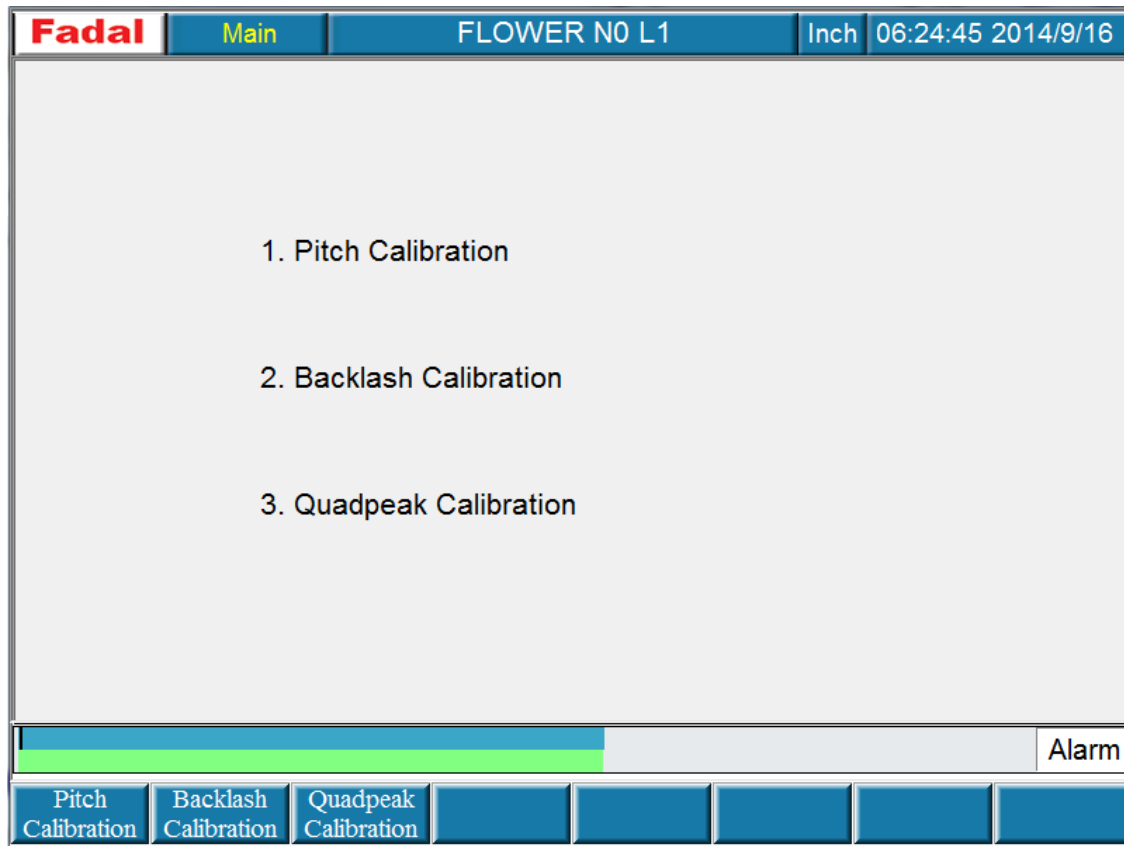 Fadal Main FLOWER N0 L1 Inch 06:24:45 2014/9/16
1. Pitch Calibration
2. Backlash Calibration
3. Quadpeak Calibration
Alarm
Pitch Calibration
Backlash Calibration
Quadpeak Calibration